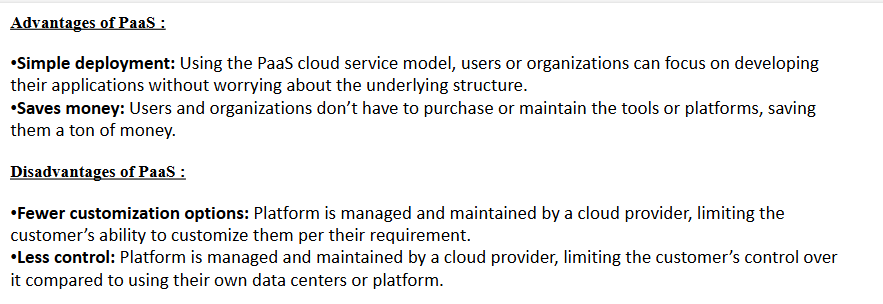 Advantages of PaaS :
•Simple deployment: Using the PaaS cloud service model, users or organizations can focus on developing
their applications without worrying about the underlying structure.
•Saves money: Users and organizations don’t have to purchase or maintain the tools or platforms, saving
them a ton of money.
Disadvantages of PaaS :
•Fewer customization options: Platform is managed and maintained by a cloud provider, limiting the
customer’s ability to customize them per their requirement.
•Less control: Platform is managed and maintained by a cloud provider, limiting the customer’s control over
it compared to using their own data centers or platform.